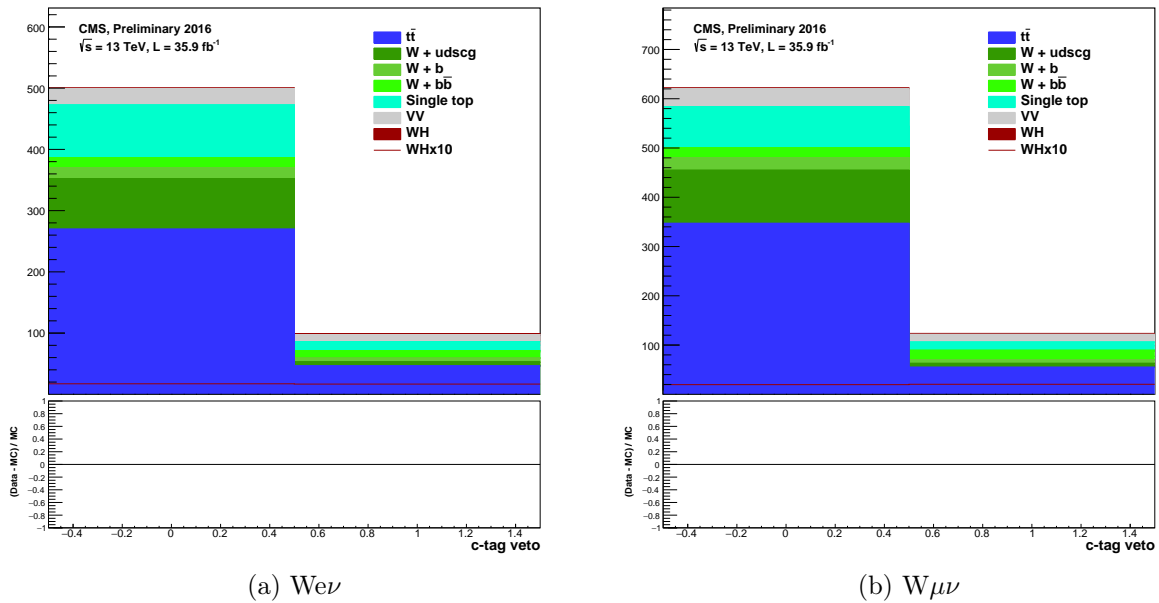 CMS, Preliminary 2016
√s = 13 TeV, L = 35.9 fb⁻¹
tt̄
W + udscg
W + b
W + bb̄
Single top
VV
WH
WHx10
600
500
400
300
200
100
(Data - MC) / MC
1
0.8
0.6
0.4
0.2
0
−0.2
−0.4
−0.6
−0.8
−1
−0.4 −0.2 0 0.2 0.4 0.6 0.8 1 1.2 1.4
c-tag veto
(a) Weν
CMS, Preliminary 2016
√s = 13 TeV, L = 35.9 fb⁻¹
tt̄
W + udscg
W + b
W + bb̄
Single top
VV
WH
WHx10
700
600
500
400
300
200
100
(Data - MC) / MC
1
0.8
0.6
0.4
0.2
0
−0.2
−0.4
−0.6
−0.8
−1
−0.4 −0.2 0 0.2 0.4 0.6 0.8 1 1.2 1.4
c-tag veto
(b) Wμν